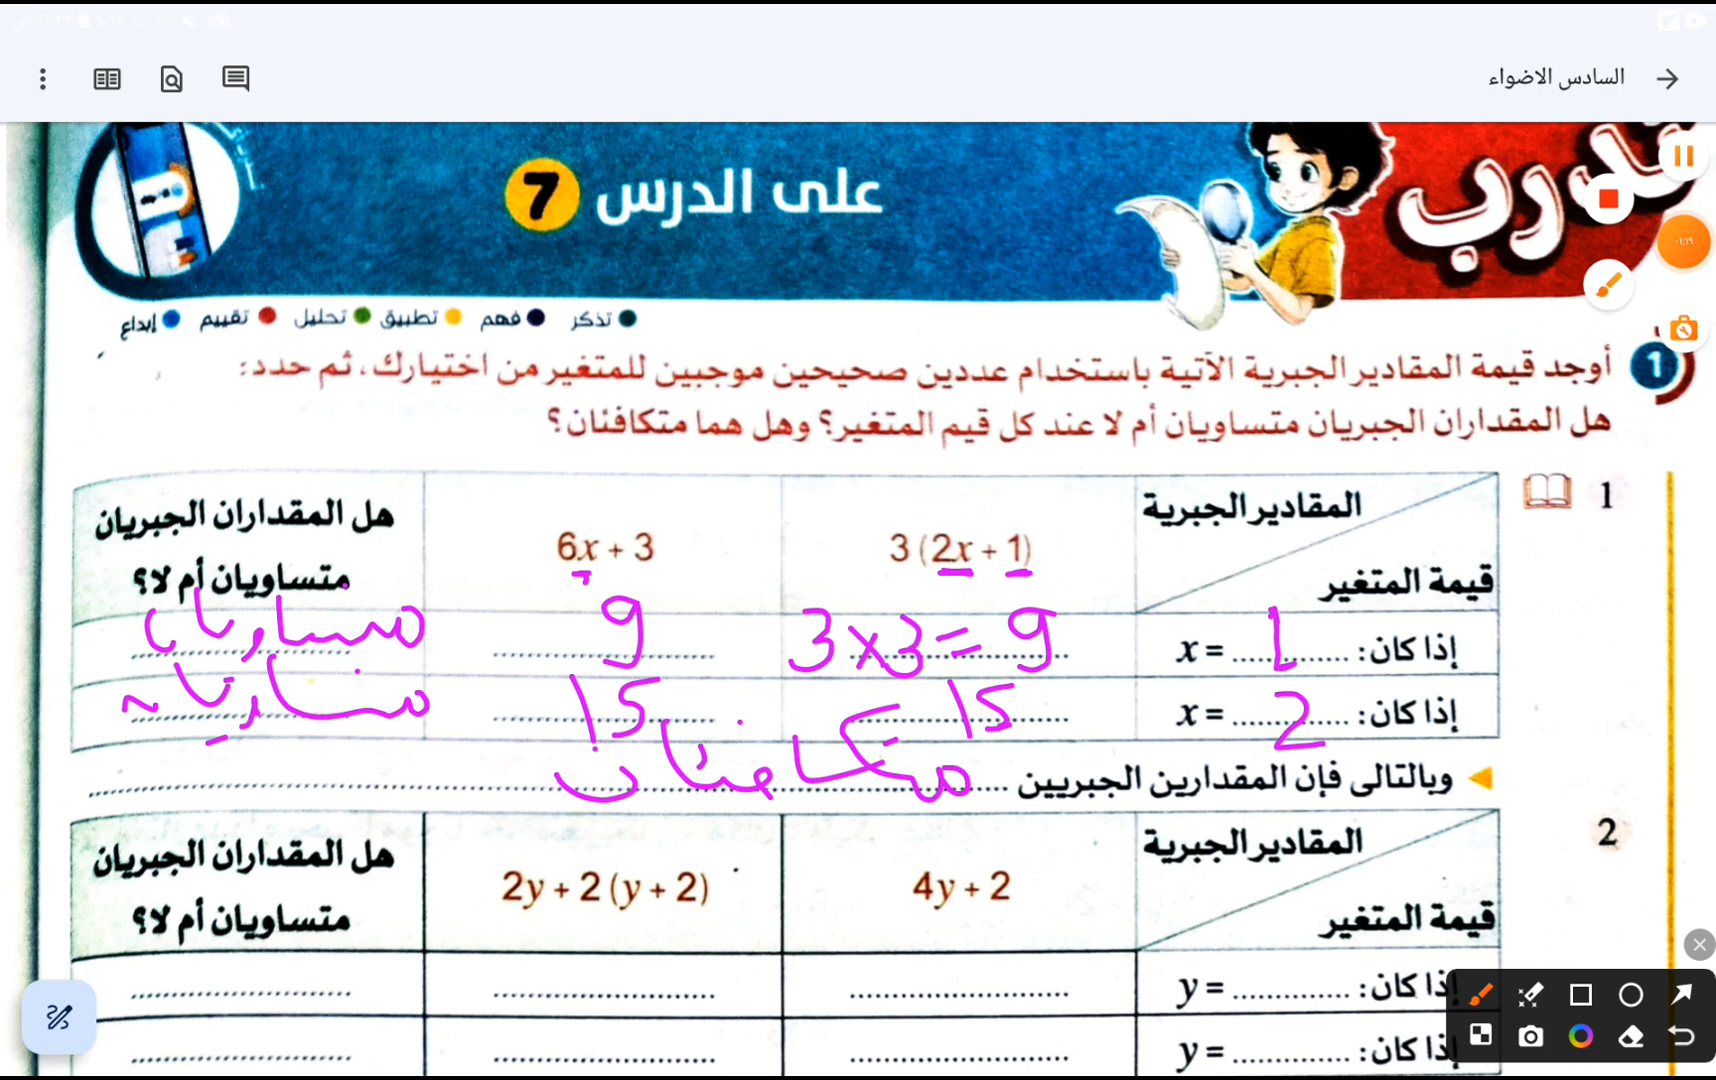 السادس الاضواء
تدرب
على الدرس 7
تذكر فهم تطبيق تحليل تقييم إبداع
1 أوجد قيمة المقادير الجبرية الآتية باستخدام عددين صحيحين موجبين للمتغير من اختيارك، ثم حدد:
هل المقداران الجبريان متساويان أم لا عند كل قيم المتغير؟ وهل هما متكافئان؟
1
المقادير الجبرية
قيمة المتغير
3 (2x + 1)
6x + 3
هل المقداران الجبريان
متساويان أم لا؟
إذا كان: x = 1
3×3=9
9
متساويان
إذا كان: x = 2
15
15
متساويان
وبالتالى فإن المقدارين الجبريين متكافئان
2
المقادير الجبرية
قيمة المتغير
4y + 2
2y + 2 (y + 2)
هل المقداران الجبريان
متساويان أم لا؟
إذا كان: y = ..............
إذا كان: y = ..............